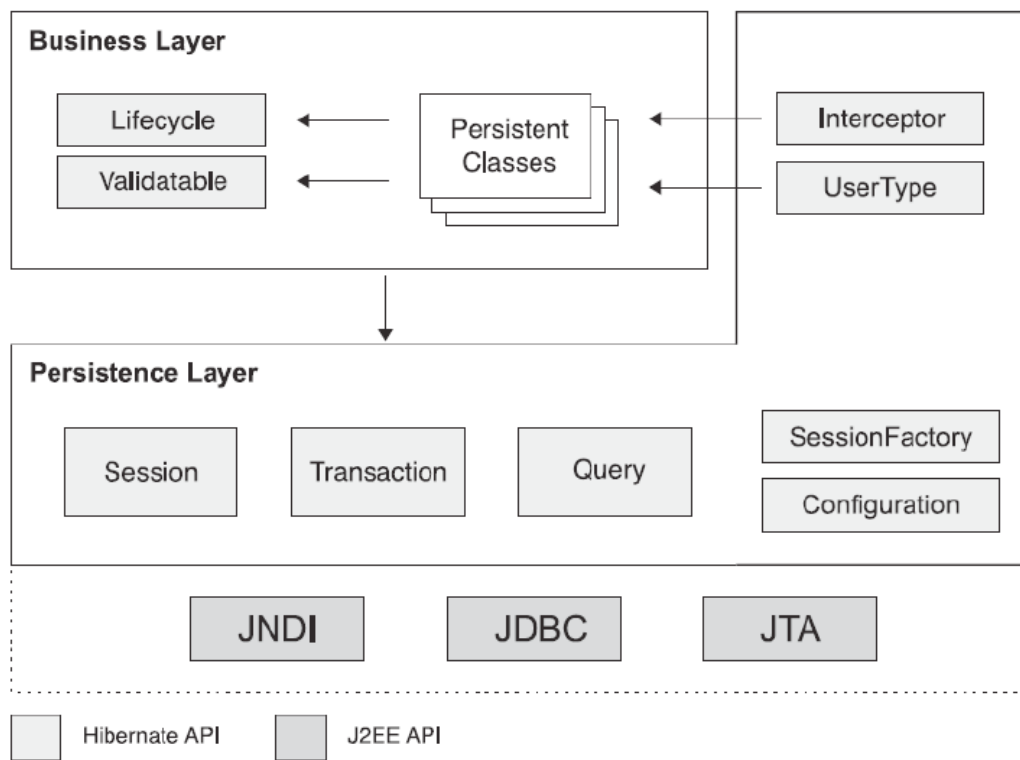 Business Layer
Lifecycle
Persistent
Classes
Interceptor
Validatable
UserType
Persistence Layer
Session
Transaction
Query
SessionFactory
Configuration
JNDI
JDBC
JTA
Hibernate API
J2EE API